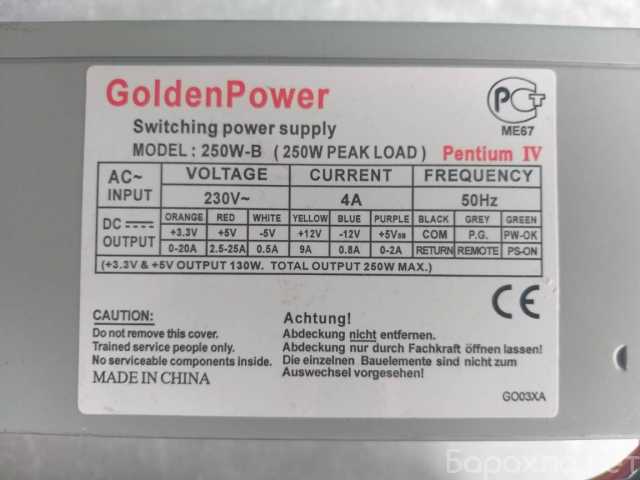 GoldenPower
PCT
ME67
Switching power supply
MODEL : 250W-B ( 250W PEAK LOAD ) Pentium IV
AC~ INPUT VOLTAGE CURRENT FREQUENCY
230V~ 4A 50Hz
DC OUTPUT ORANGE RED WHITE YELLOW BLUE PURPLE BLACK GREY GREEN
+3.3V +5V -5V +12V -12V +5VSB COM P.G. PW-OK
0-20A 2.5-25A 0.5A 9A 0.8A 0-2A RETURN REMOTE PS-ON
(+3.3V & +5V OUTPUT 130W. TOTAL OUTPUT 250W MAX.)
CE
CAUTION:
Do not remove this cover.
Trained service people only.
No serviceable components inside.
MADE IN CHINA
Achtung!
Abdeckung nicht entfernen.
Abdeckung nur durch Fachkraft öffnen lassen!
Die einzelnen Bauelemente sind nicht zum
Auswechsel vorgesehen!
GO03XA
Барахла.нет